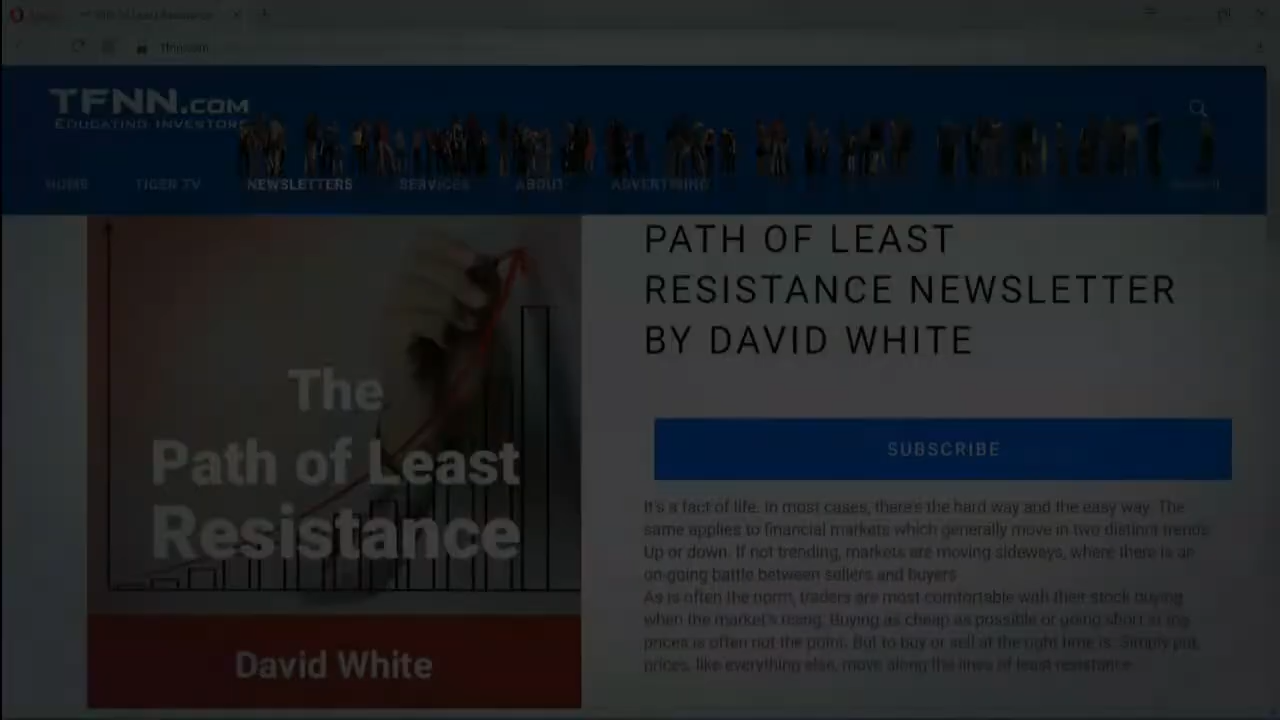 tfnn.com
TFNN.COM
EDUCATING INVESTORS
HOME TIGER TV NEWSLETTERS SERVICES ABOUT ADVERTISING
PATH OF LEAST
RESISTANCE NEWSLETTER
BY DAVID WHITE
The
Path of Least
Resistance
David White
SUBSCRIBE
It's a fact of life. In most cases, there's the hard way and the easy way. The
same applies to financial markets which generally move in two distinct trends.
Up or down. If not trending, markets are moving sideways, where there is an
on-going battle between sellers and buyers
As is often the norm, traders are most comfortable with their stock buying
when the market's rising. Buying as cheap as possible or going short at top
prices is often not the point. But to buy or sell at the right time is. Simply put,
prices, like everything else, move along the lines of least resistance.